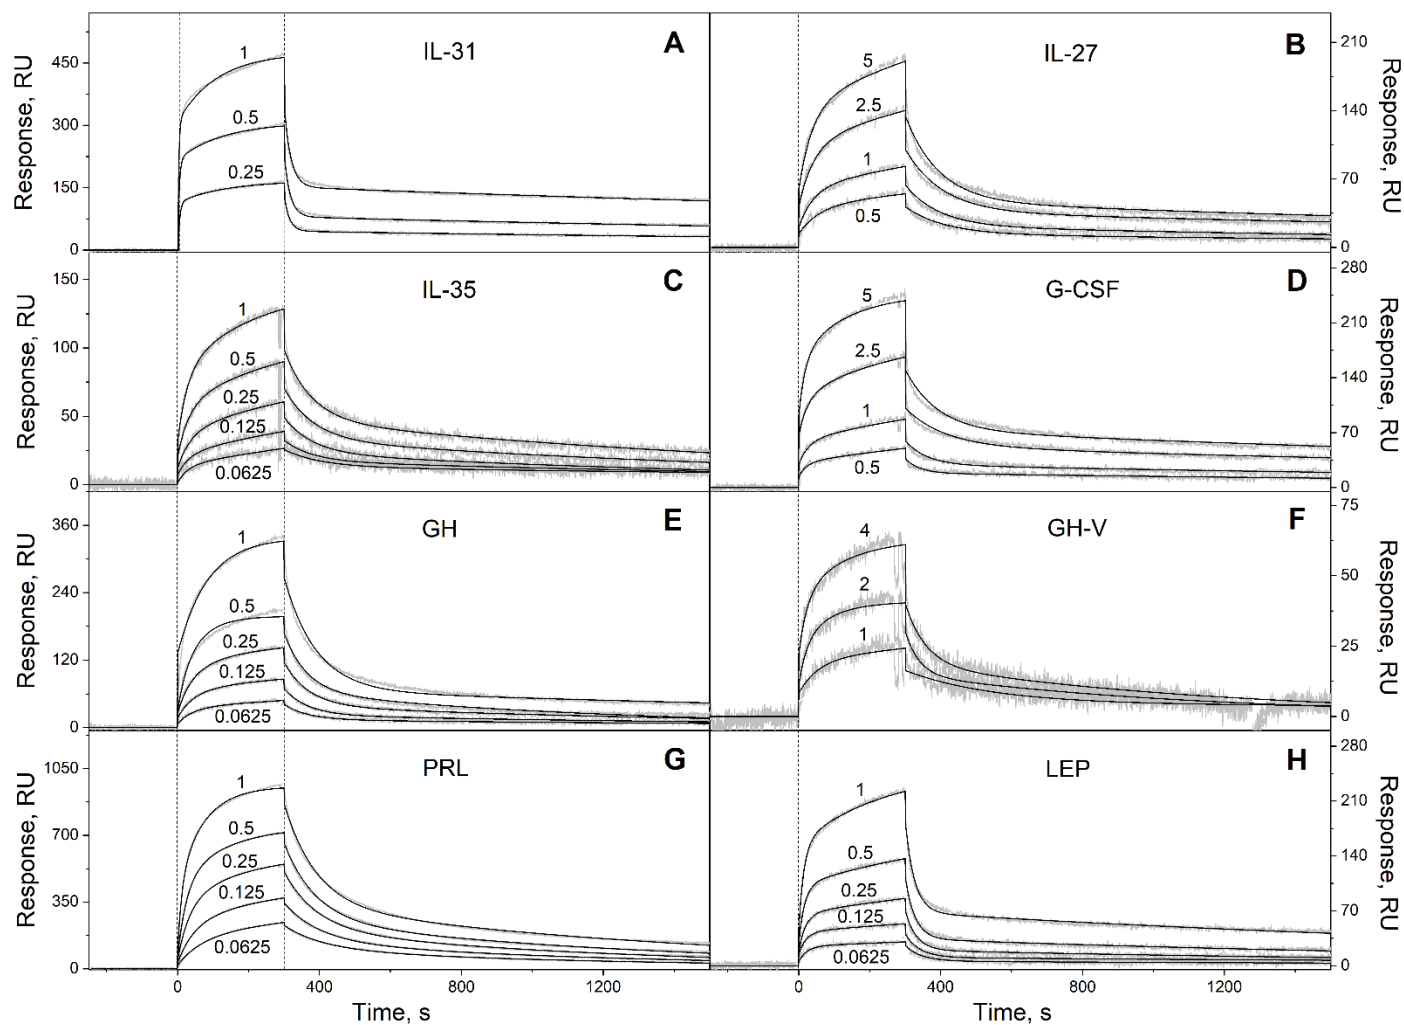 IL-31
A
Response, RU
450
300
150
0
1
0.5
0.25
IL-27
B
Response, RU
210
140
70
0
5
2.5
1
0.5
IL-35
C
Response, RU
150
100
50
0
1
0.5
0.25
0.125
0.0625
G-CSF
D
Response, RU
280
210
140
70
0
5
2.5
1
0.5
GH
E
Response, RU
360
240
120
0
1
0.5
0.25
0.125
0.0625
GH-V
F
Response, RU
75
50
25
0
4
2
1
PRL
G
Response, RU
1050
700
350
0
1
0.5
0.25
0.125
0.0625
0
400
800
1200
Time, s
LEP
H
Response, RU
280
210
140
70
0
1
0.5
0.25
0.125
0.0625
0
400
800
1200
Time, s